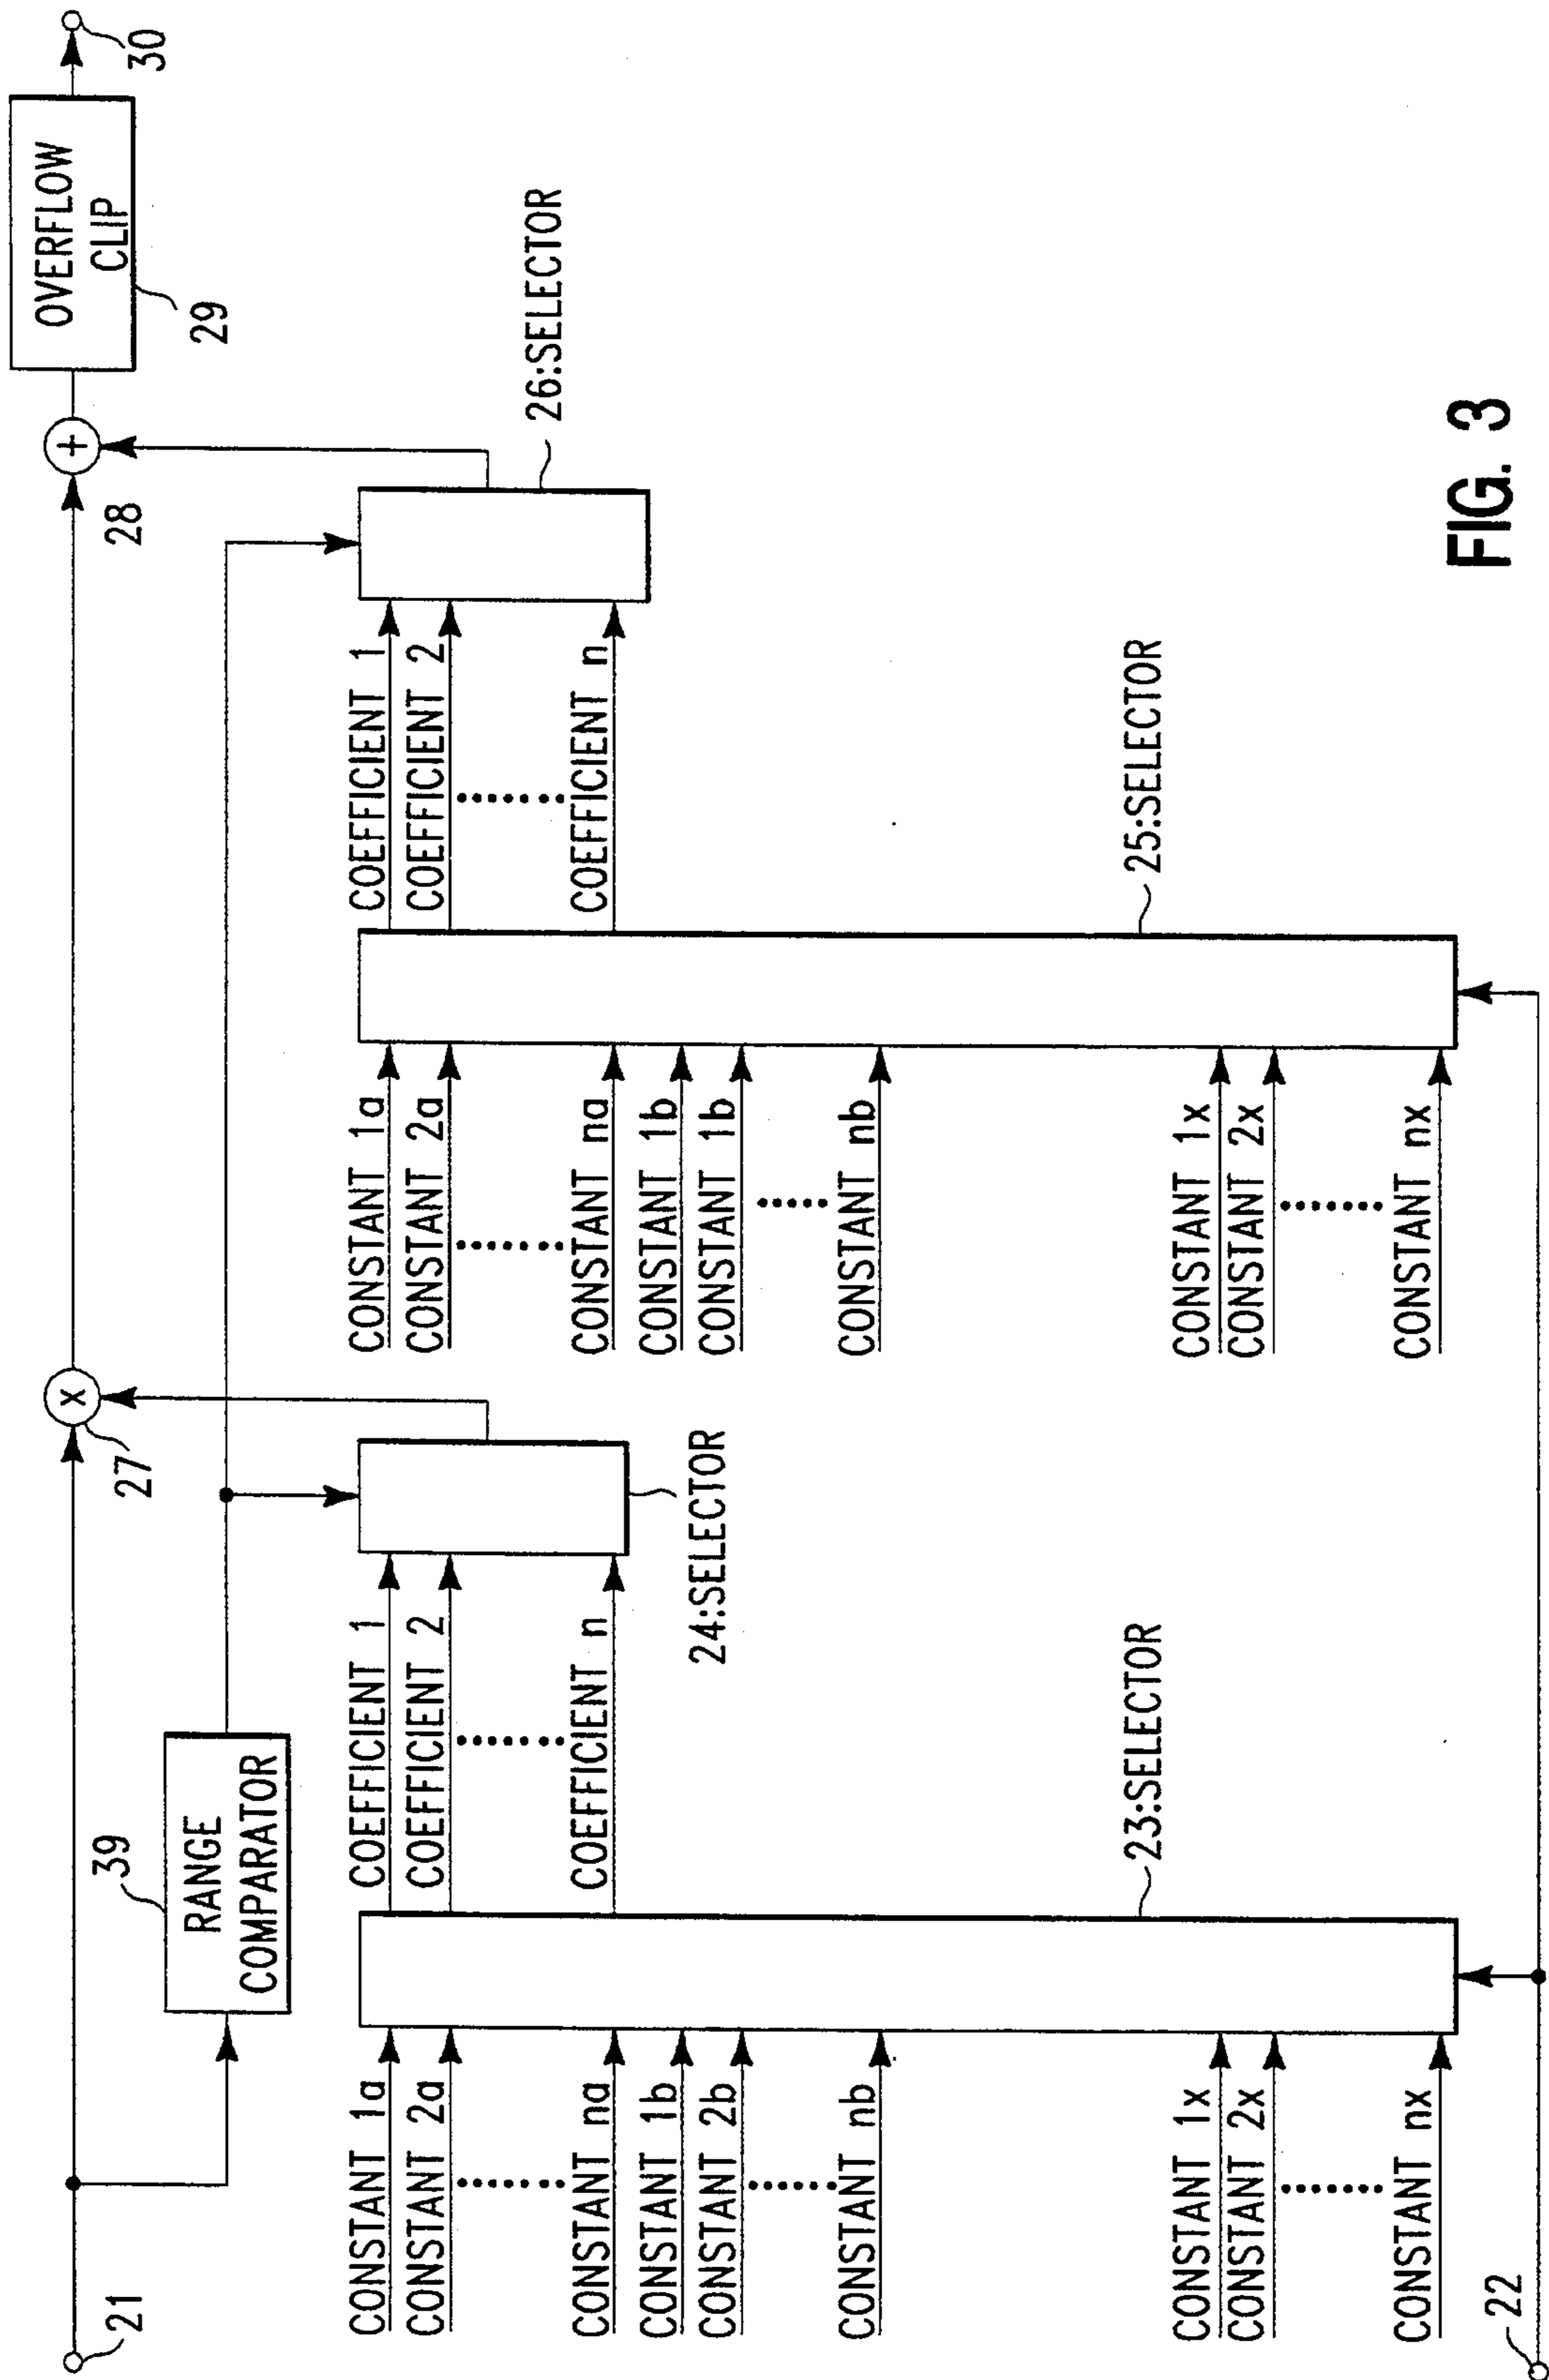 21
39
RANGE
COMPARATOR
27
28
OVERFLOW
CLIP
29
30
CONSTANT 1a
CONSTANT 2a
CONSTANT na
CONSTANT 1b
CONSTANT 2b
CONSTANT nb
CONSTANT 1x
CONSTANT 2x
CONSTANT nx
23:SELECTOR
COEFFICIENT 1
COEFFICIENT 2
COEFFICIENT n
24:SELECTOR
CONSTANT 1a
CONSTANT 2a
CONSTANT na
CONSTANT 1b
CONSTANT 1b
CONSTANT nb
CONSTANT 1x
CONSTANT 2x
CONSTANT nx
25:SELECTOR
COEFFICIENT 1
COEFFICIENT 2
COEFFICIENT n
26:SELECTOR
22
FIG. 3